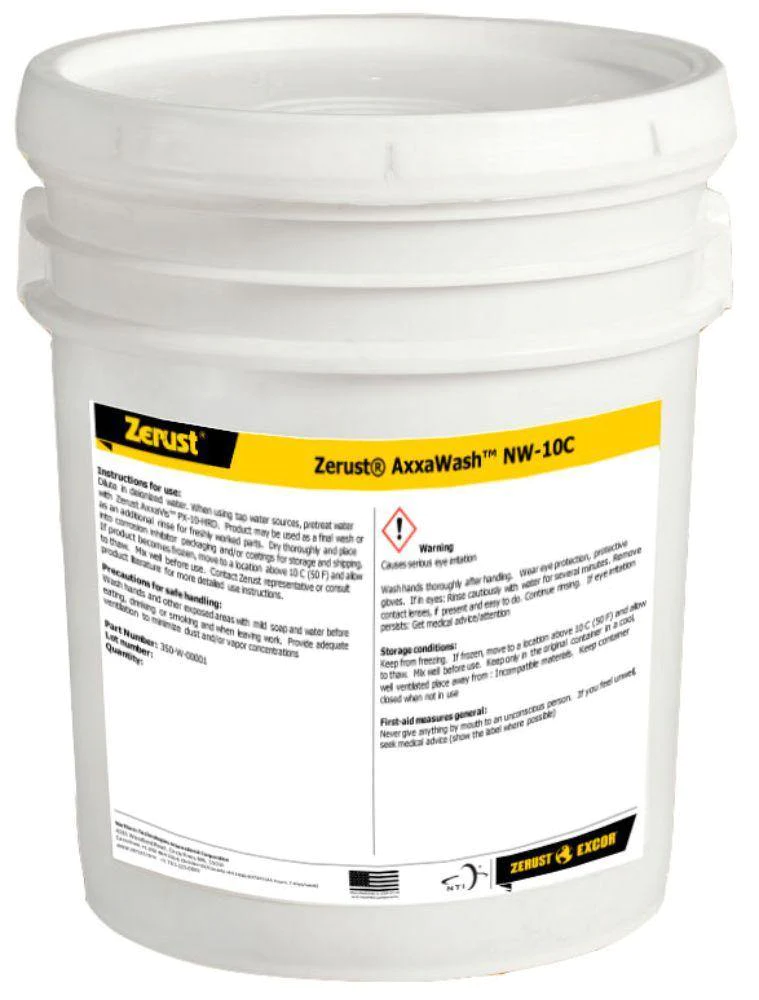 ZERUST®
Zerust® AxxaWash™ NW-10C
Instructions for use:
Dilute in deionized water. When using tap water sources, pretreat water
with Zerust AxxaVis™ PX-10-HRD. Product may be used as a final wash or
as an additional rinse for freshly worked parts. Dry thoroughly and place
into corrosion inhibitor packaging and/or coatings for storage and shipping.
If product becomes frozen, move to a location above 10 C (50 F) and allow
to thaw. Mix well before use. Contact Zerust representative or consult
product literature for more detailed use instructions.
Precautions for safe handling:
Wash hands and other exposed areas with mild soap and water before
eating, drinking or smoking and when leaving work. Provide adequate
ventilation to minimize dust and/or vapor concentrations
Part Number: 350-W-00001
Lot number:
Quantity:
!
Warning
Causes serious eye irritation
Wash hands thoroughly after handling. Wear eye protection, protective
gloves. If in eyes: Rinse cautiously with water for several minutes. Remove
contact lenses, if present and easy to do. Continue rinsing. If eye irritation
persists: Get medical advice/attention
Storage conditions:
Keep from freezing. If frozen, move to a location above 10 C (50 F) and allow
to thaw. Mix well before use. Keep only in the original container in a cool,
well ventilated place away from : Incompatible materials. Keep container
closed when not in use
First-aid measures general:
Never give anything by mouth to an unconscious person. If you feel unwell,
seek medical advice (show the label where possible)
Northern Technologies International Corporation
NTI
ZERUST EXCOR